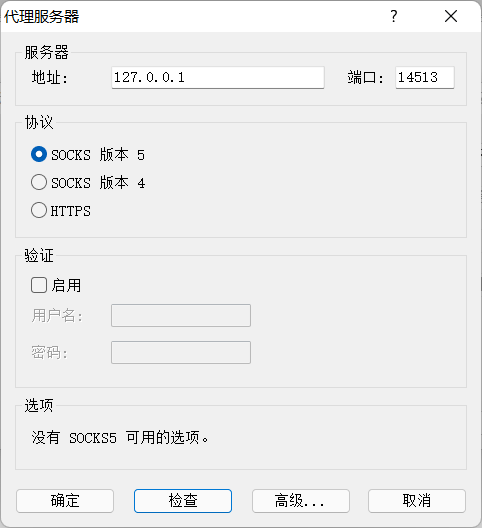 代理服务器
服务器
地址: 127.0.0.1 端口: 14513
协议
SOCKS 版本 5
SOCKS 版本 4
HTTPS
验证
启用
用户名:
密码:
选项
没有 SOCKS5 可用的选项。
确定 检查 高级... 取消